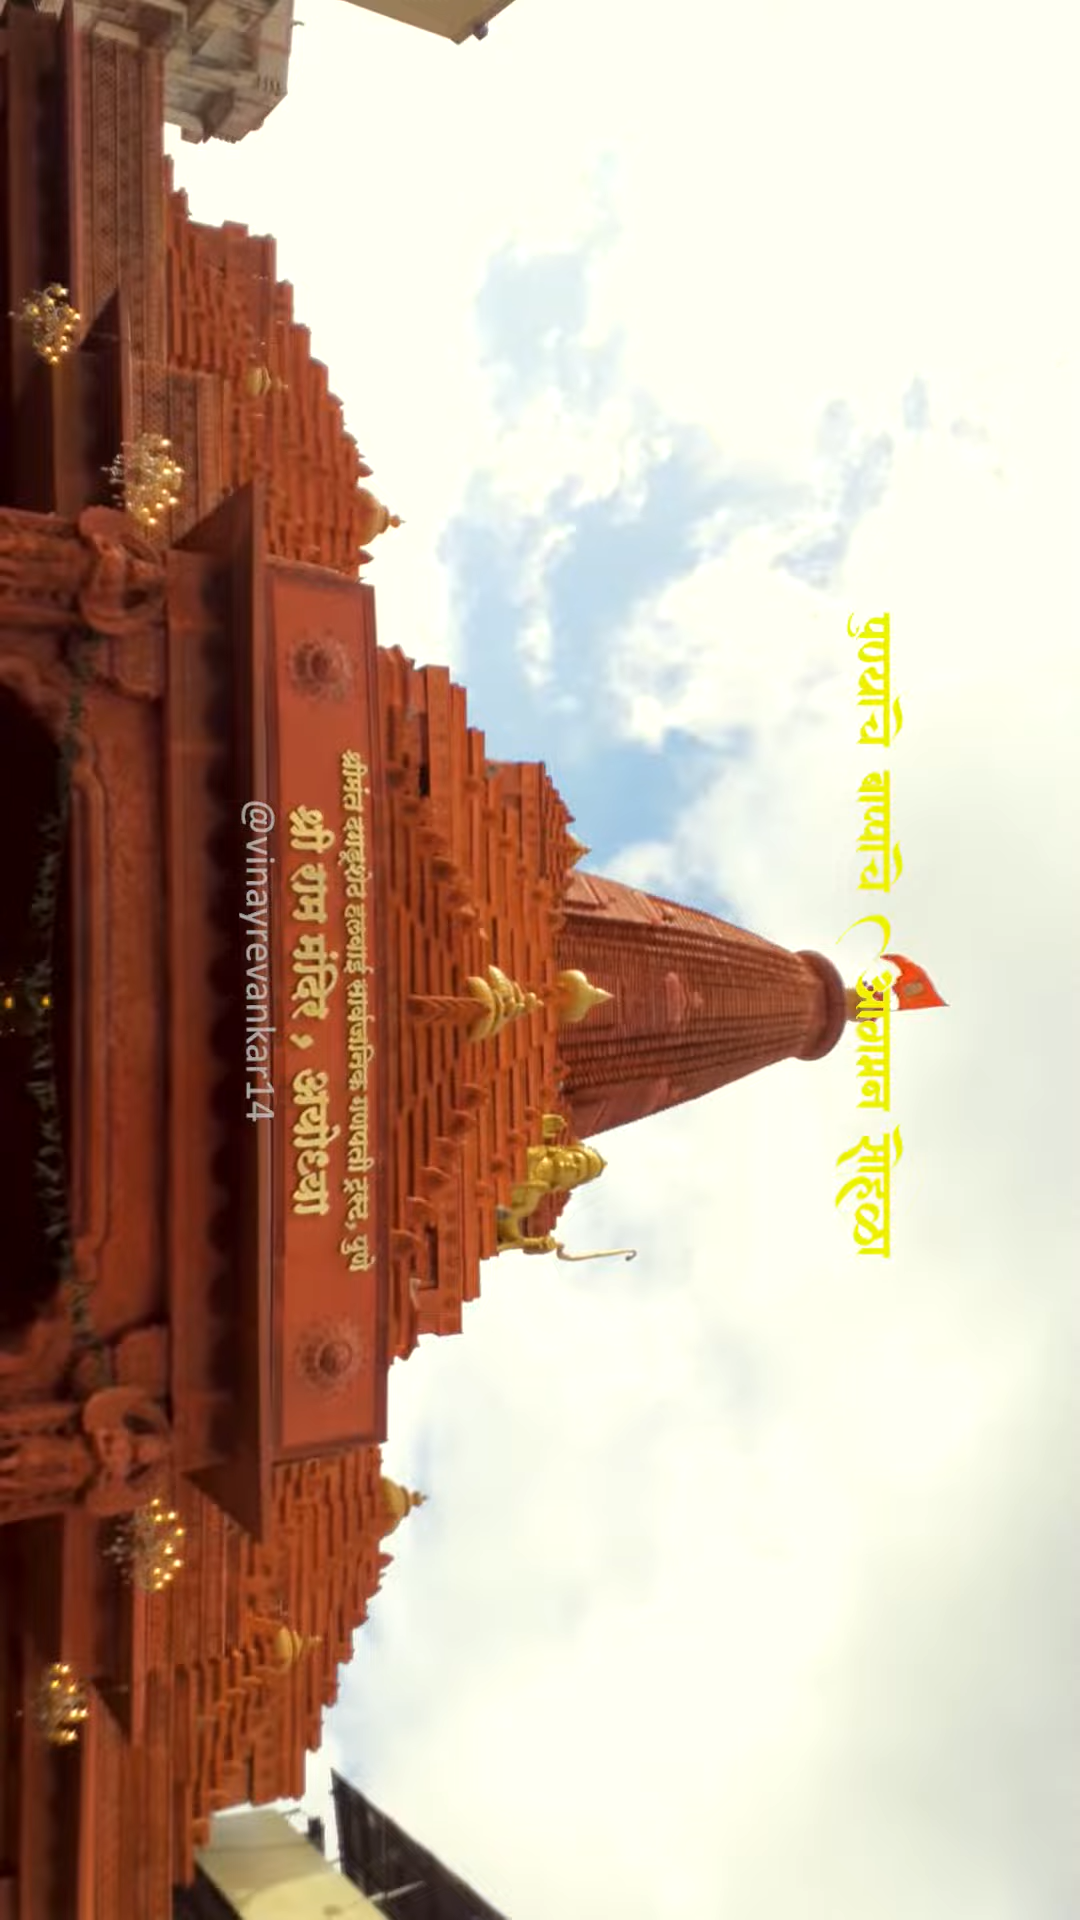 पुण्याचि बाप्पाचि आगमन सोहळा
श्रीमंत दगडूशेठ हलवाई सार्वजनिक गणपती ट्रस्ट, पुणे
श्री राम मंदिर, अयोध्या
@vinayrevankar14